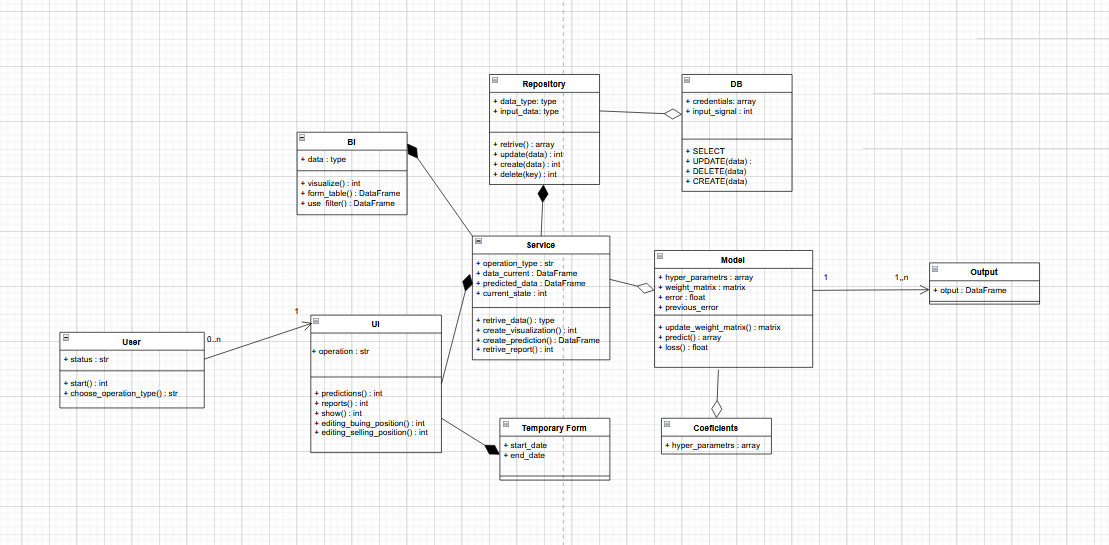 Repository
+ data_type: type
+ input_data: type
+ retrive() : array
+ update(data) : int
+ create(data) : int
+ delete(key) : int
DB
+ credentials: array
+ input_signal : int
+ SELECT
+ UPDATE(data) :
+ DELETE(data)
+ CREATE(data)
BI
+ data : type
+ visualize() : int
+ form_table() : DataFrame
+ use_filter() : DataFrame
Service
+ operation_type : str
+ data_current : DataFrame
+ predicted_data : DataFrame
+ current_state : int
+ retrive_data() : type
+ create_visualization() : int
+ create_prediction() : DataFrame
+ retrive_report() : int
Model
+ hyper_parametrs : array
+ weight_matrix : matrix
+ error : float
+ previous_error
+ update_weight_matrix() : matrix
+ predict() : array
+ loss() : float
1
1,,n
Output
+ otput : DataFrame
User
+ status : str
+ start() : int
+ choose_operation_type() : str
0..n
1
UI
+ operation : str
+ predictions() : int
+ reports() : int
+ show() : int
+ editing_buing_position() : int
+ editing_selling_position() : int
Temporary Form
+ start_date
+ end_date
Coeficients
+ hyper_parametrs : array